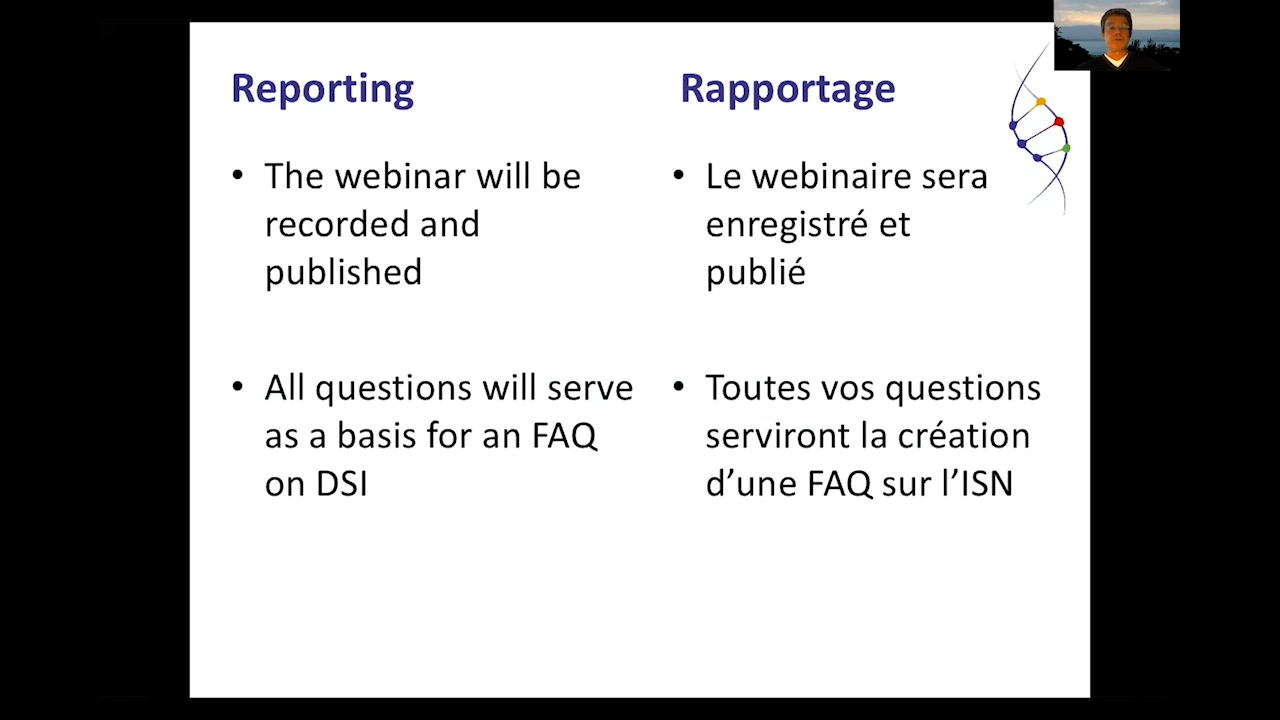 Reporting
• The webinar will be
recorded and
published
• All questions will serve
as a basis for an FAQ
on DSI
Rapportage
• Le webinaire sera
enregistré et
publié
• Toutes vos questions
serviront la création
d’une FAQ sur l’ISN